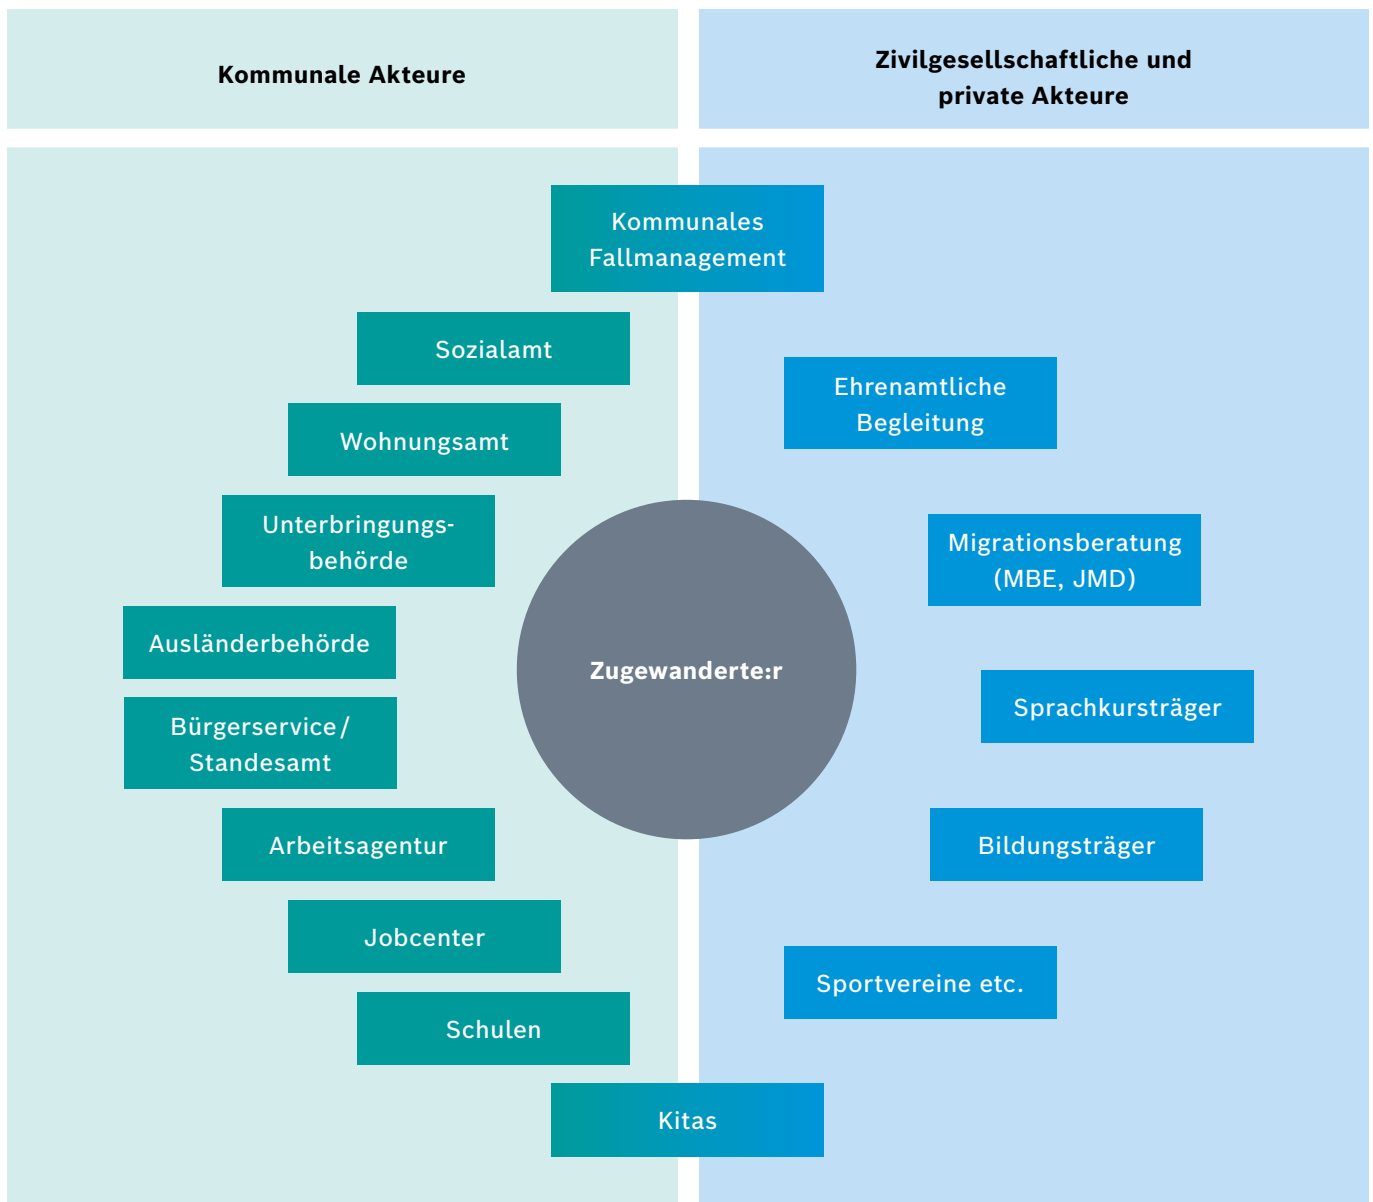 Kommunale Akteure
Zivilgesellschaftliche und
private Akteure
Kommunales
Fallmanagement
Sozialamt
Wohnungsamt
Unterbringungs-
behörde
Ausländerbehörde
Bürgerservice/
Standesamt
Arbeitsagentur
Jobcenter
Schulen
Kitas
Zugewanderte:r
Ehrenamtliche
Begleitung
Migrationsberatung
(MBE, JMD)
Sprachkursträger
Bildungsträger
Sportvereine etc.